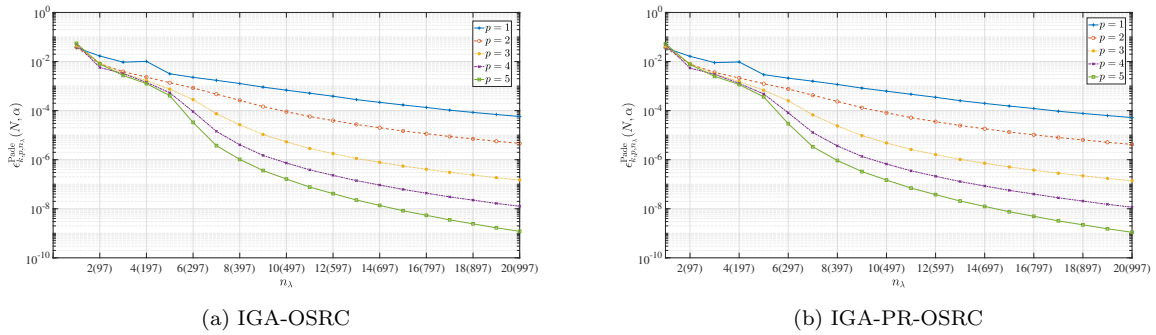 10^0
10^-2
10^-4
10^-6
10^-8
10^-10
ϵ^Pade_{k,p,n_λ}(N, α)
p = 1
p = 2
p = 3
p = 4
p = 5
2(97) 4(197) 6(297) 8(397) 10(497) 12(597) 14(697) 16(797) 18(897) 20(997)
n_λ
(a) IGA-OSRC
10^0
10^-2
10^-4
10^-6
10^-8
10^-10
ϵ^Pade_{k,p,n_λ}(N, α)
p = 1
p = 2
p = 3
p = 4
p = 5
2(97) 4(197) 6(297) 8(397) 10(497) 12(597) 14(697) 16(797) 18(897) 20(997)
n_λ
(b) IGA-PR-OSRC